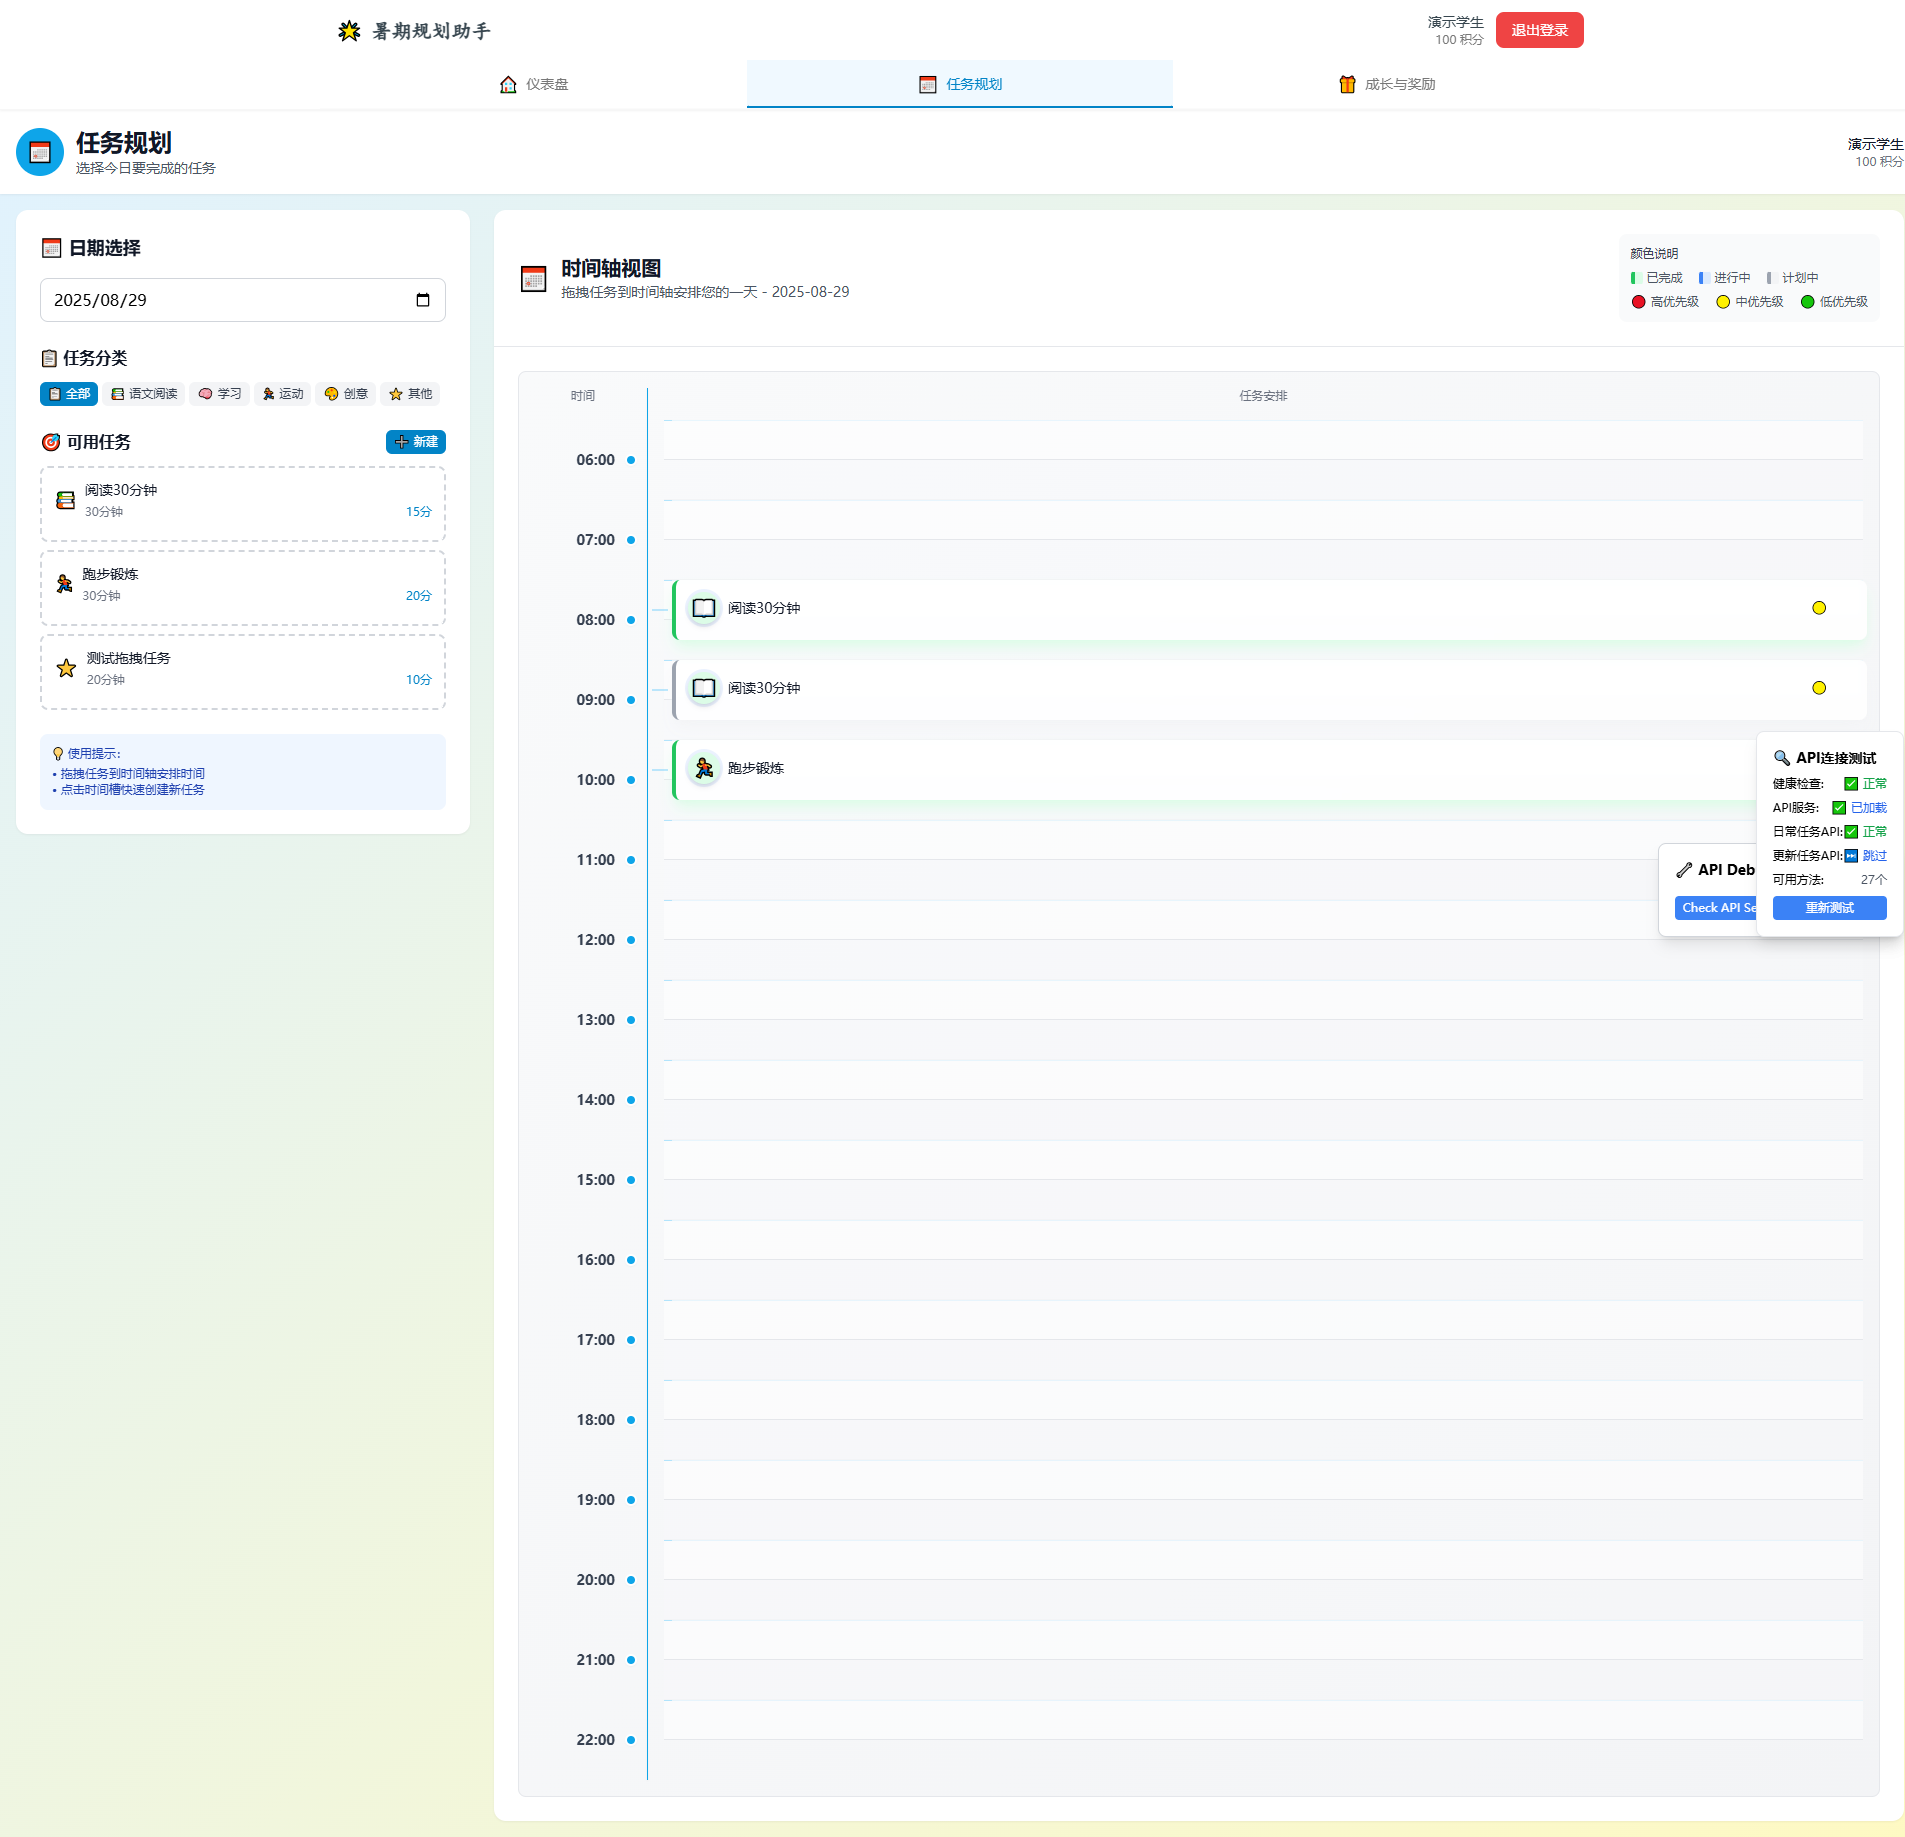 暑期规划助手
演示学生
100 积分
退出登录
仪表盘
任务规划
成长与奖励
任务规划
选择今日要完成的任务
演示学生
100 积分
日期选择
2025/08/29
任务分类
全部
语文阅读
学习
运动
创意
其他
可用任务
新建
阅读30分钟
30分钟
15分
跑步锻炼
30分钟
20分
测试拖拽任务
20分钟
10分
使用提示:
• 拖拽任务到时间轴安排时间
• 点击时间槽快速创建新任务
时间轴视图
拖拽任务到时间轴安排您的一天 - 2025-08-29
颜色说明
已完成
进行中
计划中
高优先级
中优先级
低优先级
时间
任务安排
06:00
07:00
08:00
阅读30分钟
09:00
阅读30分钟
10:00
跑步锻炼
11:00
12:00
13:00
14:00
15:00
16:00
17:00
18:00
19:00
20:00
21:00
22:00
API Deb
Check API Se
API连接测试
健康检查: 正常
API服务: 已加载
日常任务API: 正常
更新任务API: 跳过
可用方法: 27个
重新测试